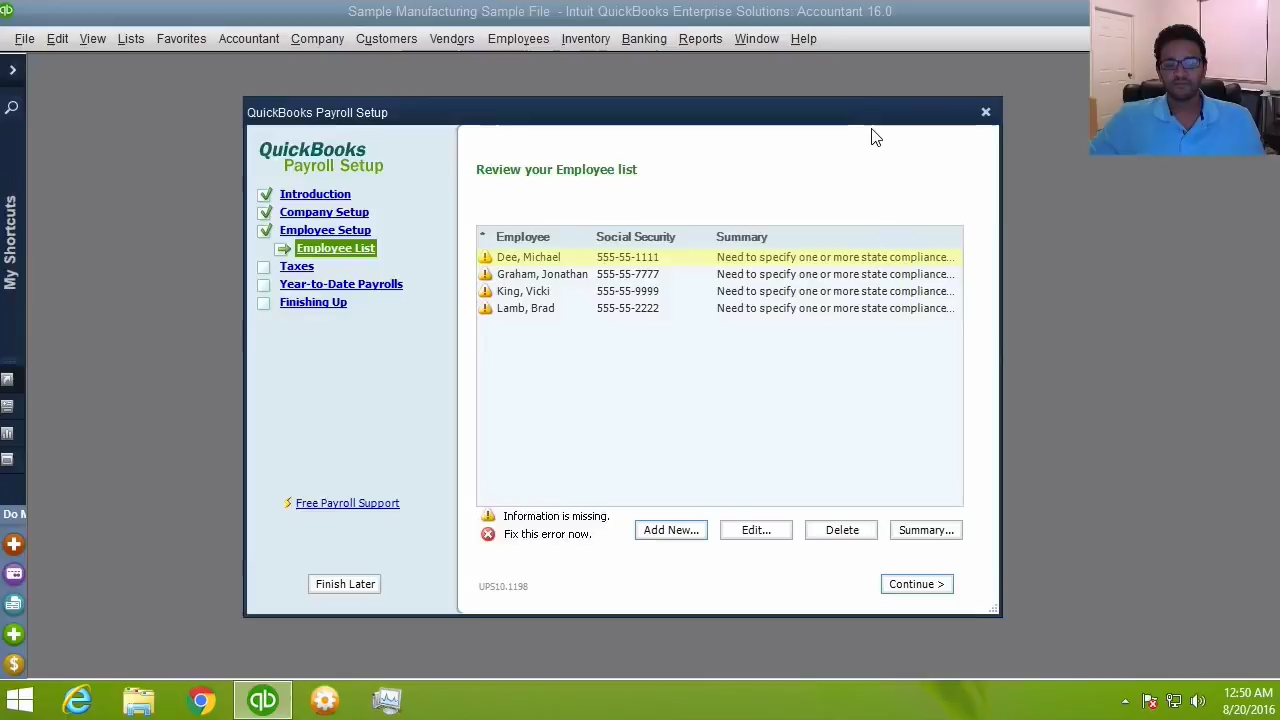 Sample Manufacturing Sample File - Intuit QuickBooks Enterprise Solutions: Accountant 16.0
File Edit View Lists Favorites Accountant Company Customers Vendors Employees Inventory Banking Reports Window Help
QuickBooks Payroll Setup
QuickBooks
Payroll Setup
Introduction
Company Setup
Employee Setup
Employee List
Taxes
Year-to-Date Payrolls
Finishing Up
Free Payroll Support
Finish Later
Review your Employee list
* Employee Social Security Summary
Dee, Michael 555-55-1111 Need to specify one or more state compliance...
Graham, Jonathan 555-55-7777 Need to specify one or more state compliance...
King, Vicki 555-55-9999 Need to specify one or more state compliance...
Lamb, Brad 555-55-2222 Need to specify one or more state compliance...
Information is missing.
Fix this error now.
Add New... Edit... Delete Summary...
UPS10.1198
Continue >
My Shortcuts
Do M
12:50 AM
8/20/2016